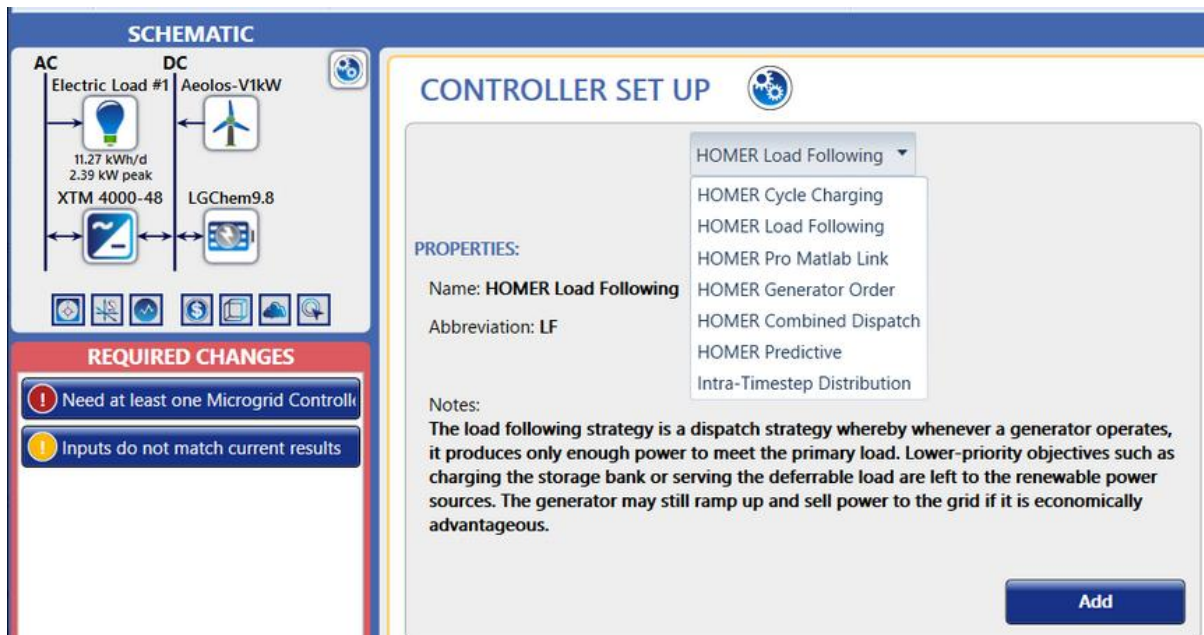 SCHEMATIC
AC DC
Electric Load #1 Aeolos-V1kW
11.27 kWh/d
2.39 kW peak
XTM 4000-48 LGChem9.8
REQUIRED CHANGES
Need at least one Microgrid Controlle
Inputs do not match current results
CONTROLLER SET UP
HOMER Load Following
HOMER Cycle Charging
HOMER Load Following
HOMER Pro Matlab Link
HOMER Generator Order
HOMER Combined Dispatch
HOMER Predictive
Intra-Timestep Distribution
PROPERTIES:
Name: HOMER Load Following
Abbreviation: LF
Notes:
The load following strategy is a dispatch strategy whereby whenever a generator operates,
it produces only enough power to meet the primary load. Lower-priority objectives such as
charging the storage bank or serving the deferrable load are left to the renewable power
sources. The generator may still ramp up and sell power to the grid if it is economically
advantageous.
Add